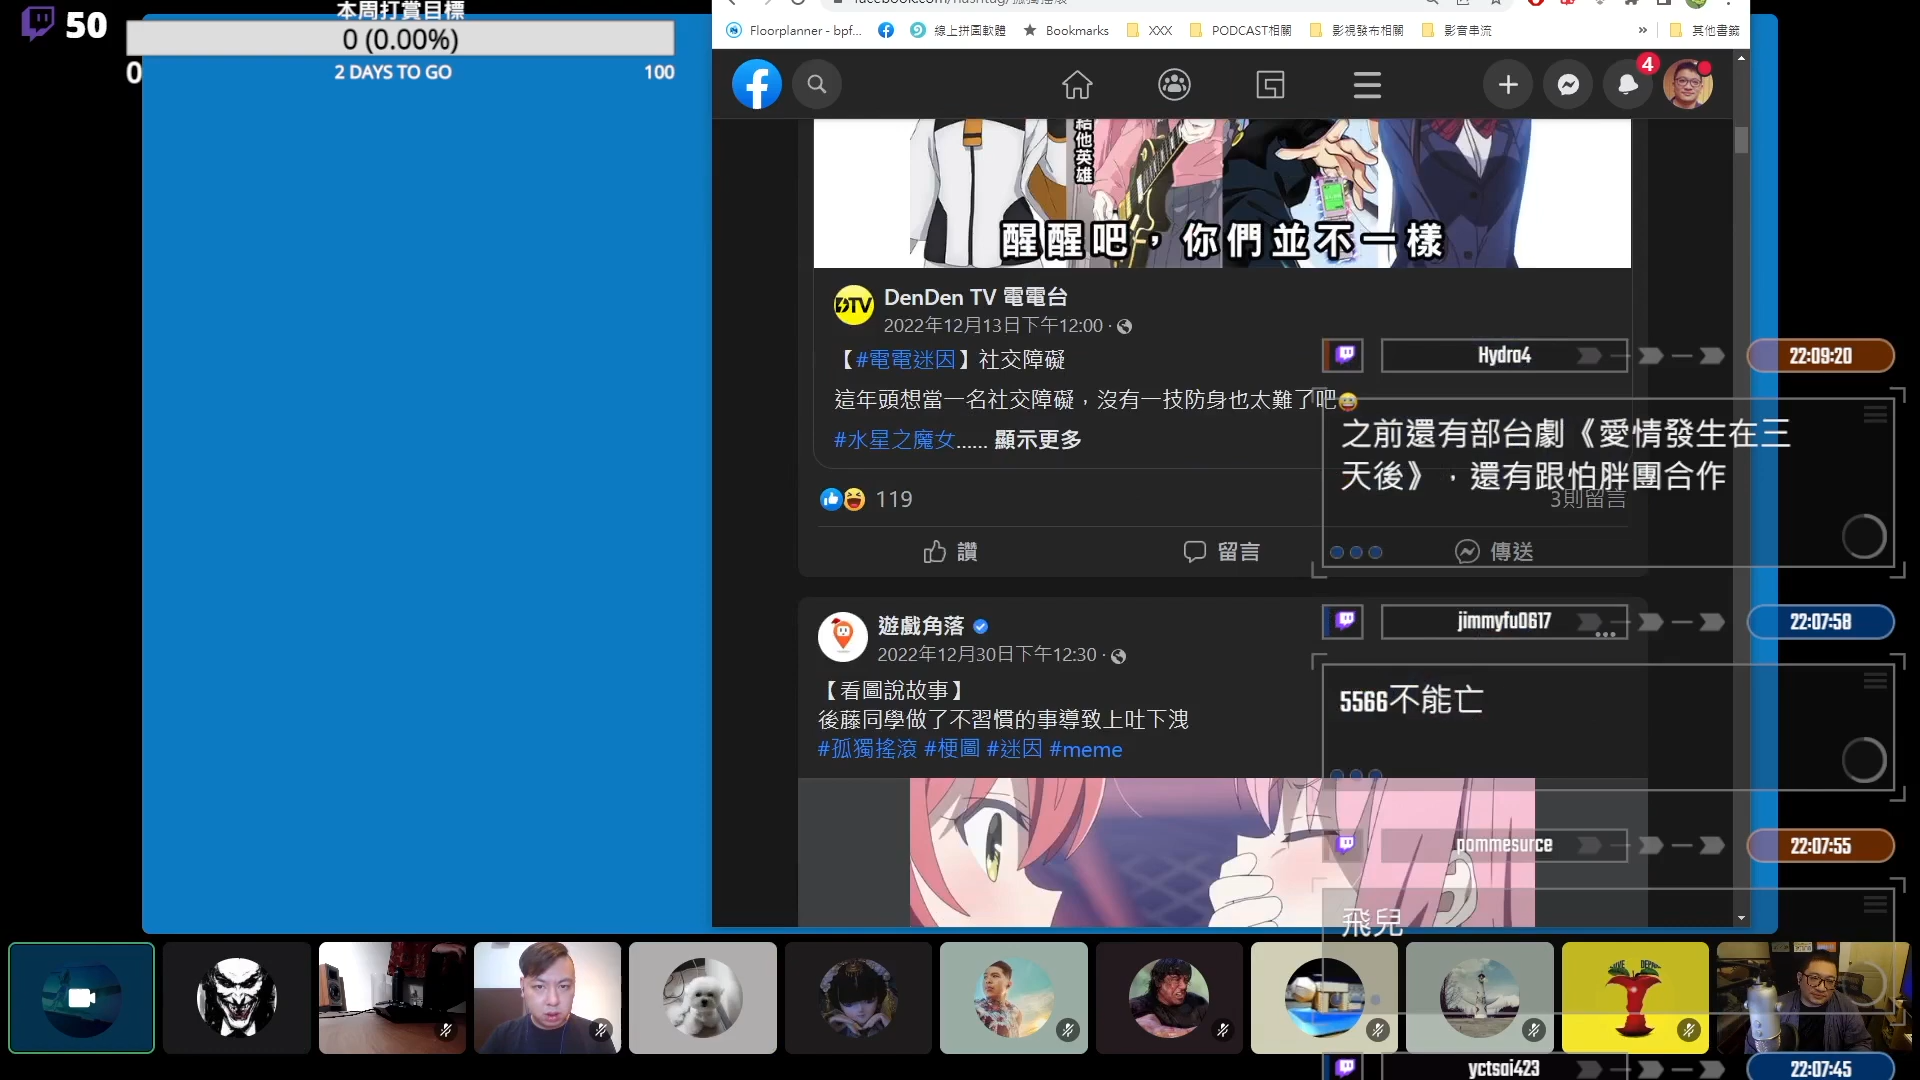 50
本周打賞目標
0 (0.00%)
0
2 DAYS TO GO
100
Floorplanner - bpf...
線上拼圖軟體
Bookmarks
XXX
PODCAST相關
影視發布相關
影音串流
»
其他書籤
4
給他英雄
醒醒吧，你們並不一樣
DTV
DenDen TV 電電台
2022年12月13日下午12:00 ·
【#電電迷因】社交障礙
這年頭想當一名社交障礙，沒有一技防身也太難了吧
#水星之魔女...... 顯示更多
119
3則留言
讚
留言
傳送
遊戲角落
2022年12月30日下午12:30 ·
【看圖說故事】
後藤同學做了不習慣的事導致上吐下洩
#孤獨搖滾 #梗圖 #迷因 #meme
Hydra4
22:09:20
之前還有部台劇《愛情發生在三
天後》，還有跟怕胖團合作
jimmyfu0617
22:07:58
5566不能亡
pommesurce
22:07:55
飛兒
yctsai423
22:07:45